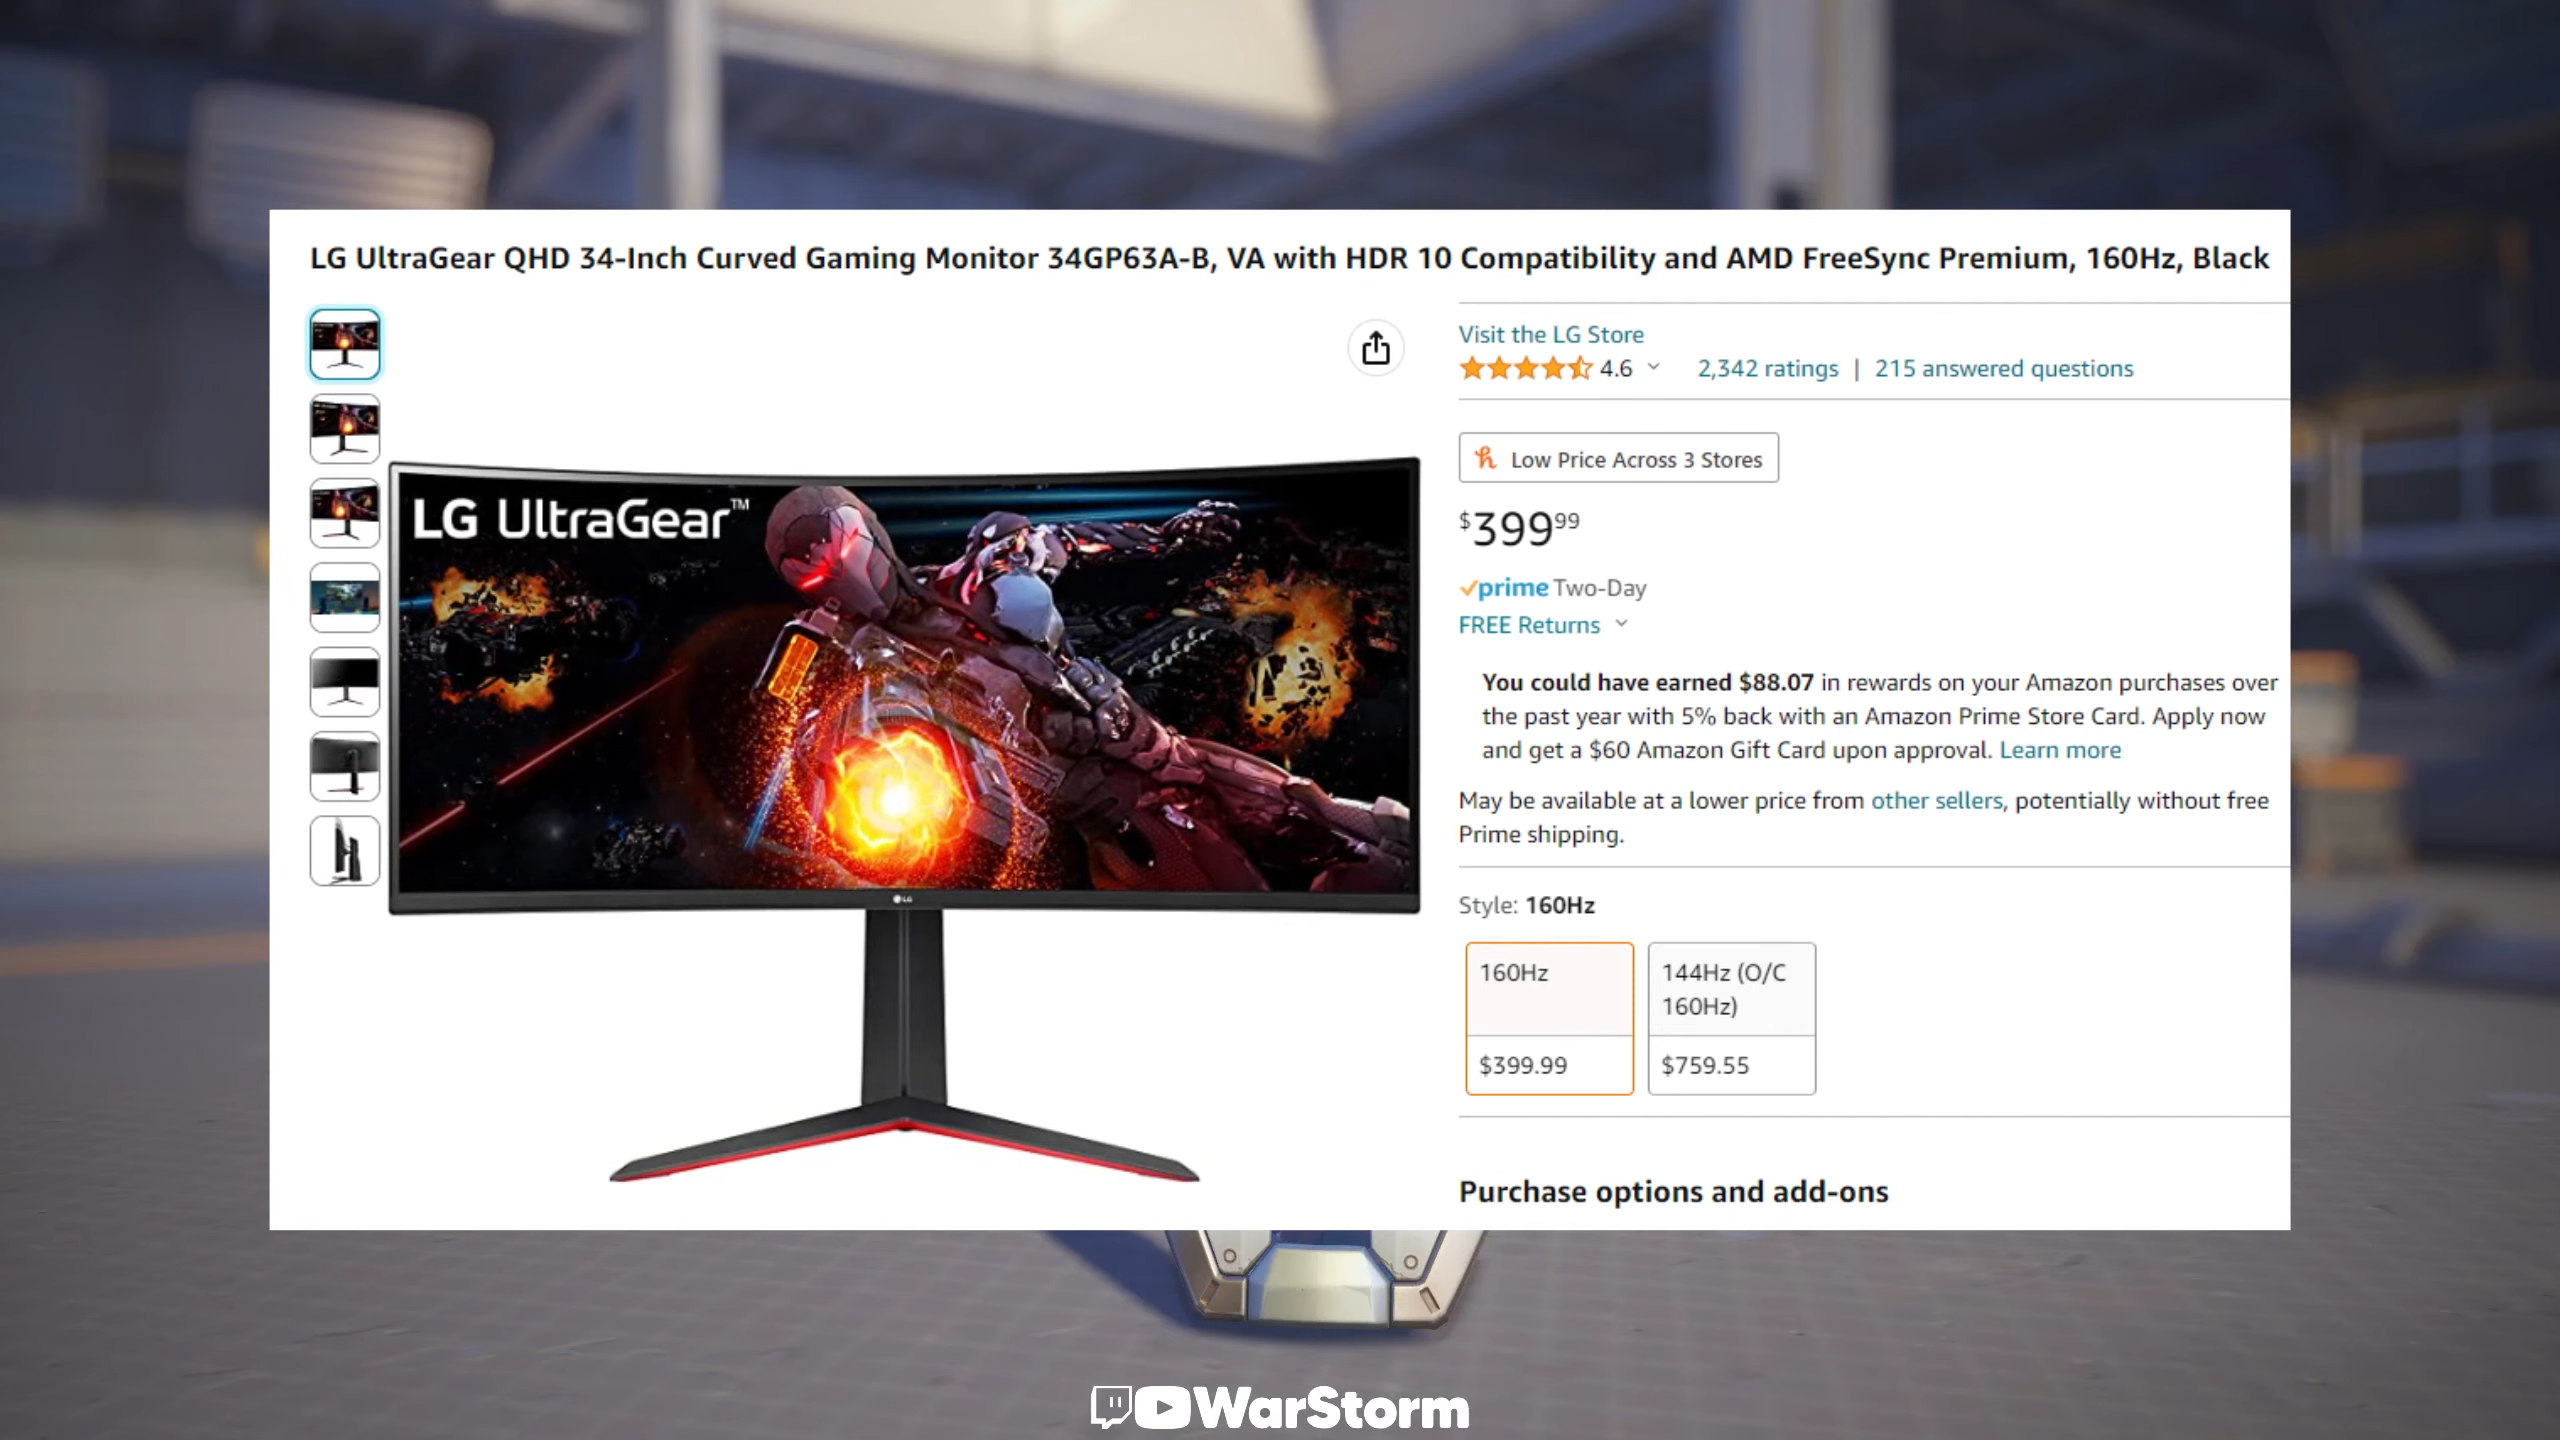 LG UltraGear QHD 34-Inch Curved Gaming Monitor 34GP63A-B, VA with HDR 10 Compatibility and AMD FreeSync Premium, 160Hz, Black
Visit the LG Store
4.6 2,342 ratings | 215 answered questions
Low Price Across 3 Stores
$399.99
prime Two-Day
FREE Returns
You could have earned $88.07 in rewards on your Amazon purchases over
the past year with 5% back with an Amazon Prime Store Card. Apply now
and get a $60 Amazon Gift Card upon approval. Learn more
May be available at a lower price from other sellers, potentially without free
Prime shipping.
Style: 160Hz
160Hz
$399.99
144Hz (O/C
160Hz)
$759.55
Purchase options and add-ons
LG UltraGear™
LG
WarStorm